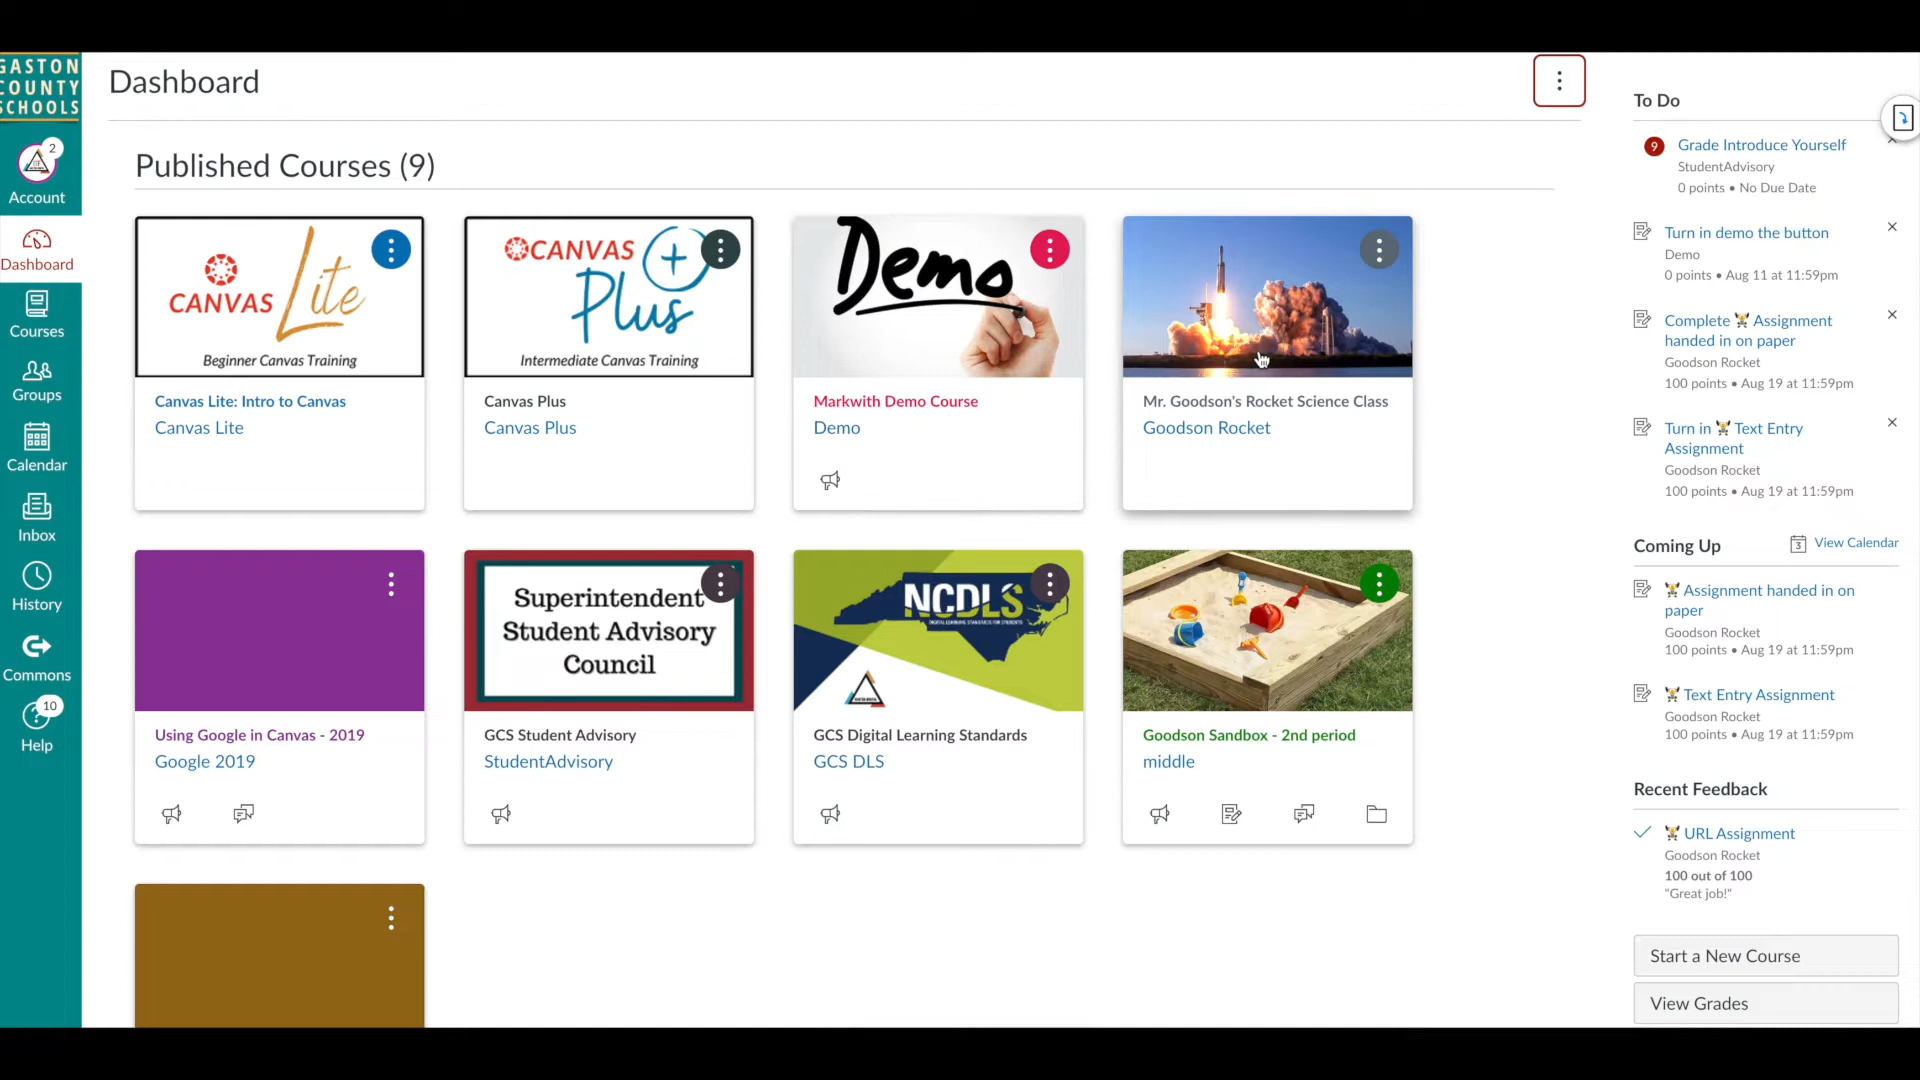 GASTON
COUNTY
SCHOOLS
2
Account
Dashboard
Courses
Groups
Calendar
Inbox
History
Commons
10
Help
Dashboard
Published Courses (9)
CANVAS Lite
Beginner Canvas Training
Canvas Lite: Intro to Canvas
Canvas Lite
CANVAS +
Plus
Intermediate Canvas Training
Canvas Plus
Canvas Plus
Demo
Markwith Demo Course
Demo
Mr. Goodson's Rocket Science Class
Goodson Rocket
Using Google in Canvas - 2019
Google 2019
Superintendent
Student Advisory
Council
GCS Student Advisory
StudentAdvisory
NCDLS
DIGITAL LEARNING STANDARDS FOR STUDENTS
GCS Digital Learning Standards
GCS DLS
Goodson Sandbox - 2nd period
middle
To Do
9
Grade Introduce Yourself
StudentAdvisory
0 points • No Due Date
Turn in demo the button
Demo
0 points • Aug 11 at 11:59pm
Complete Assignment
handed in on paper
Goodson Rocket
100 points • Aug 19 at 11:59pm
Turn in Text Entry
Assignment
Goodson Rocket
100 points • Aug 19 at 11:59pm
Coming Up
3
View Calendar
Assignment handed in on
paper
Goodson Rocket
100 points • Aug 19 at 11:59pm
Text Entry Assignment
Goodson Rocket
100 points • Aug 19 at 11:59pm
Recent Feedback
URL Assignment
Goodson Rocket
100 out of 100
"Great job!"
Start a New Course
View Grades